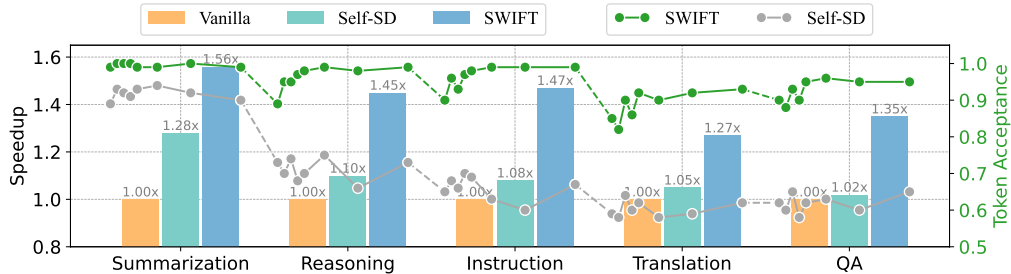 Vanilla Self-SD SWIFT SWIFT Self-SD
Speedup
1.6
1.4
1.2
1.0
0.8
1.00x 1.28x 1.56x
1.00x 1.10x 1.45x
1.00x 1.08x 1.47x
1.00x 1.05x 1.27x
1.00x 1.02x 1.35x
1.0
0.9
0.8
0.7
0.6
0.5
Token Acceptance
Summarization Reasoning Instruction Translation QA